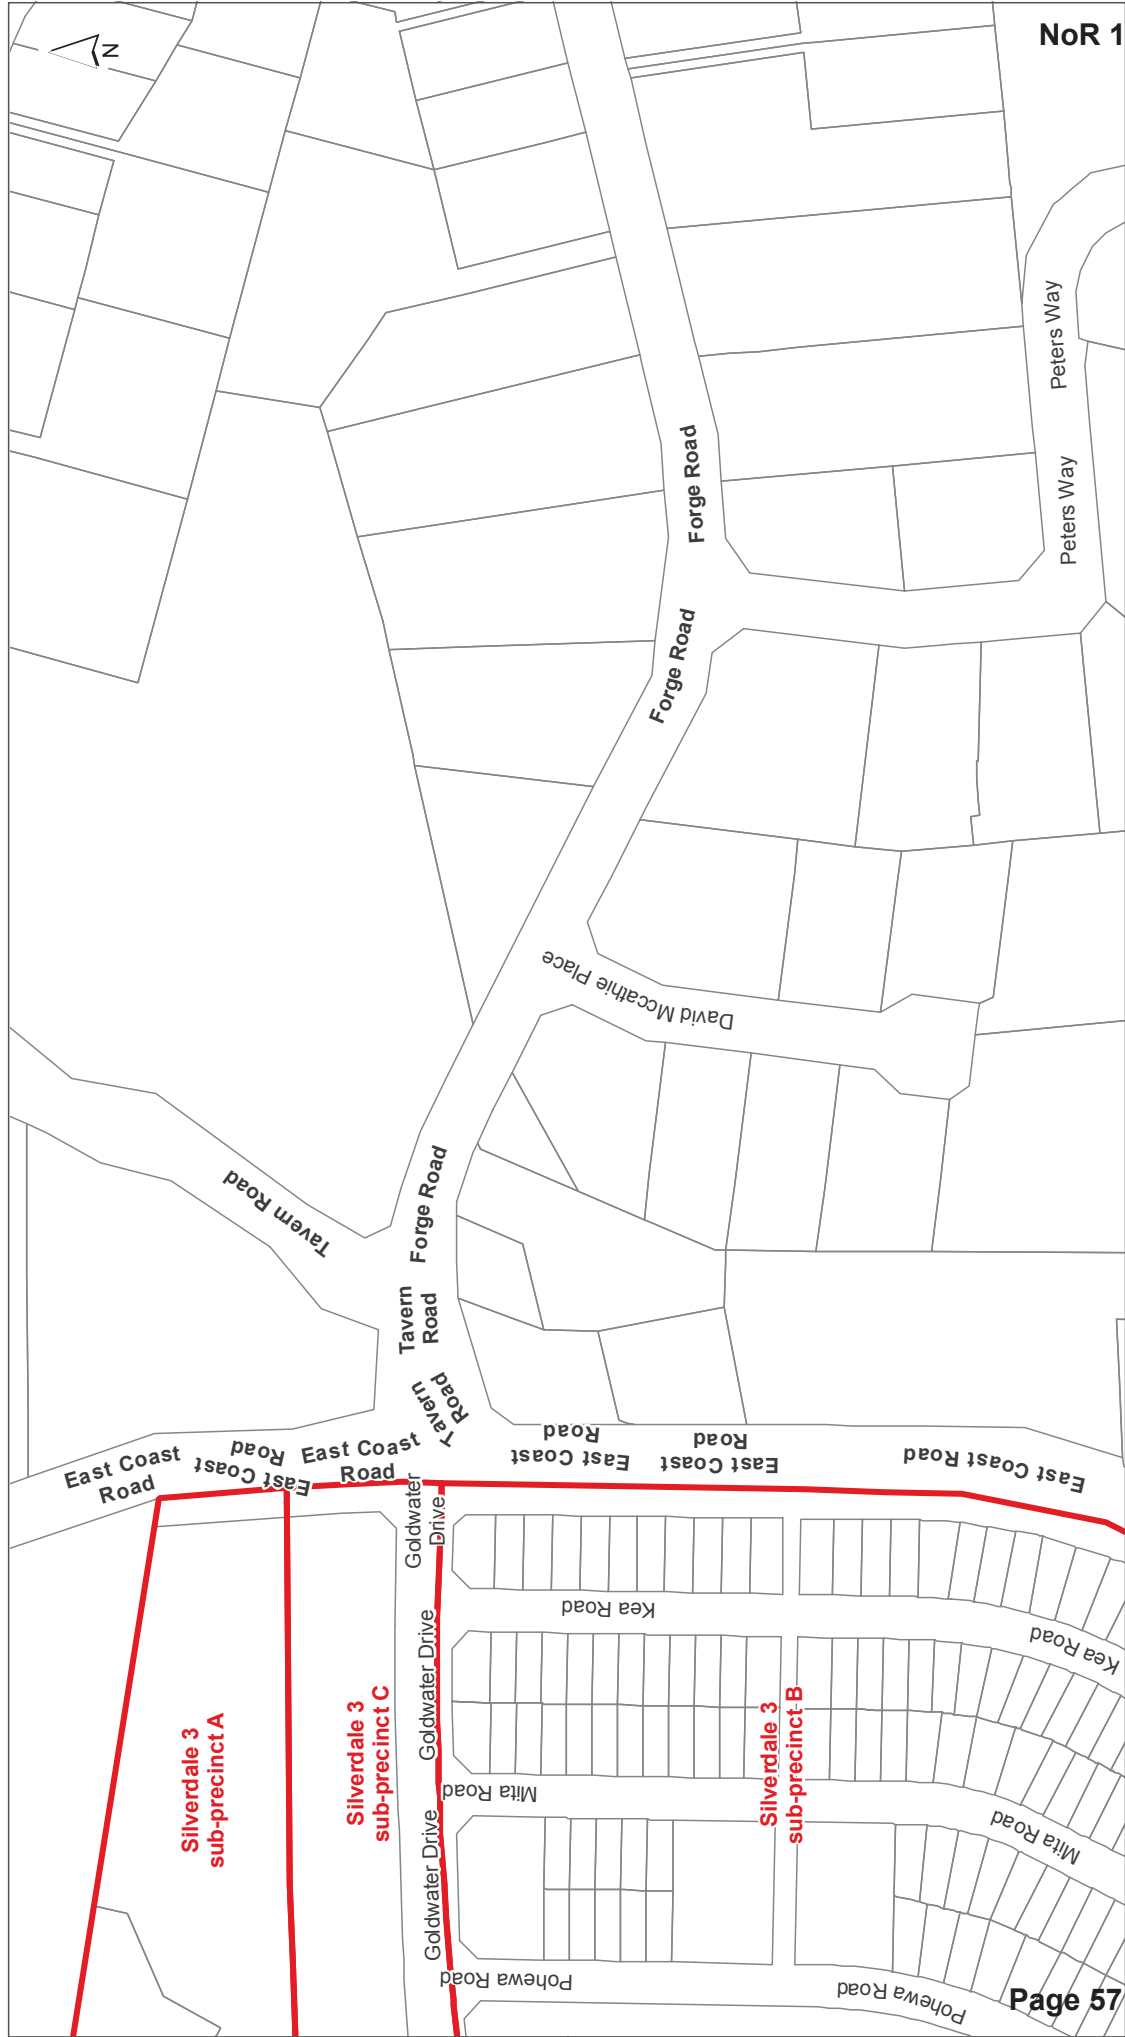 NoR 1
N
Peters Way
Peters Way
Forge Road
Forge Road
David Mccathie Place
Forge Road
Tavern Road
Tavern
Road
Tavern
Road
East Coast
Road
East Coast
Road
East Coast
Road
East Coast
Road
East Coast
Road
East Coast Road
Goldwater
Drive
Kea Road
Kea Road
Goldwater Drive
Silverdale 3
sub-precinct A
Silverdale 3
sub-precinct C
Silverdale 3
sub-precinct B
Mita Road
Mita Road
Goldwater Drive
Pohewa Road
Pohewa Road
Page 57